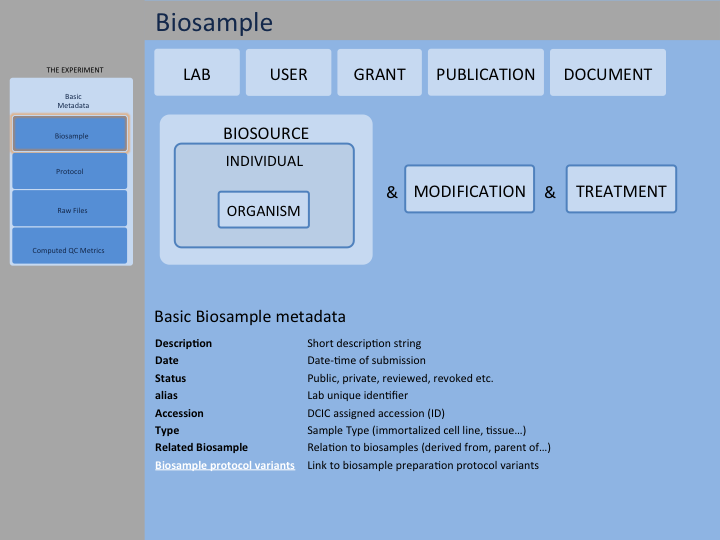 Biosample
THE EXPERIMENT
Basic
Metadata
Biosample
Protocol
Raw Files
Computed QC Metrics
LAB
USER
GRANT
PUBLICATION
DOCUMENT
BIOSOURCE
INDIVIDUAL
ORGANISM
& MODIFICATION & TREATMENT
Basic Biosample metadata
Description Short description string
Date Date-time of submission
Status Public, private, reviewed, revoked etc.
alias Lab unique identifier
Accession DCIC assigned accession (ID)
Type Sample Type (immortalized cell line, tissue…)
Related Biosample Relation to biosamples (derived from, parent of…)
Biosample protocol variants Link to biosample preparation protocol variants